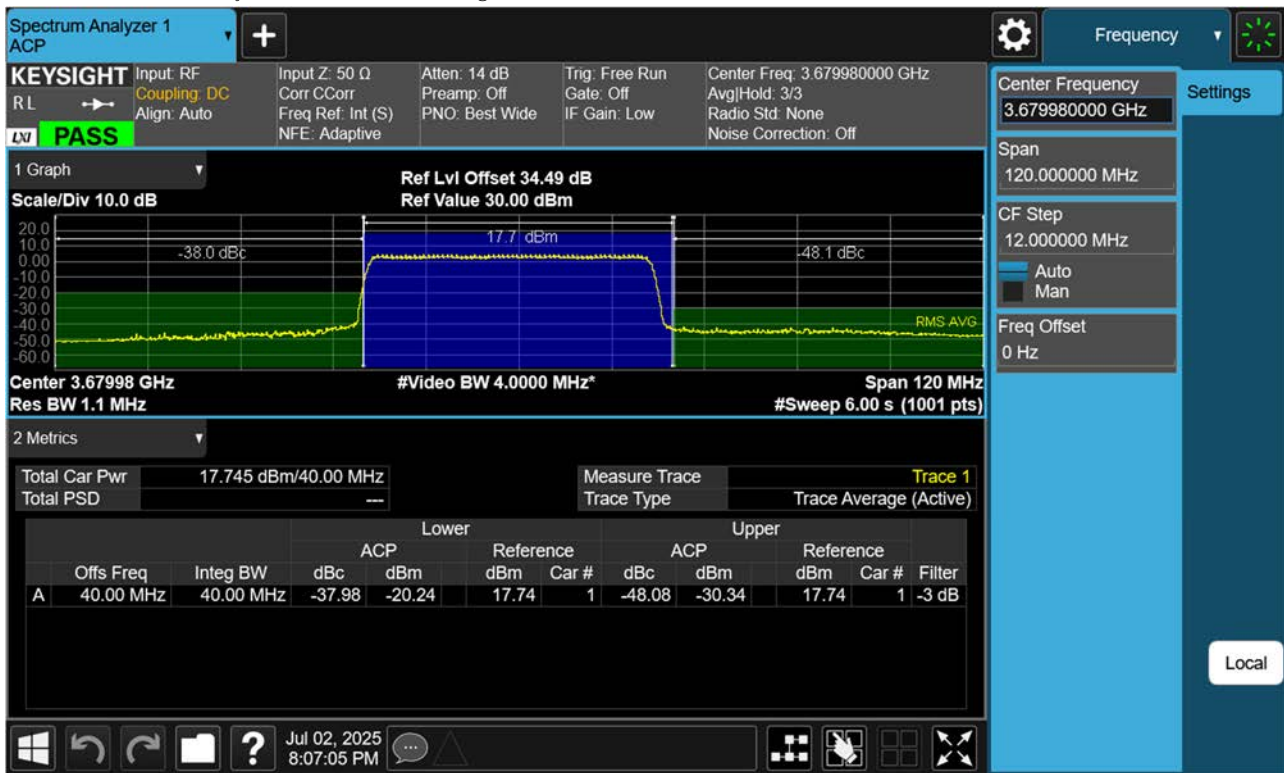 Spectrum Analyzer 1
ACP
+
Frequency
KEYSIGHT Input: RF Input Z: 50 Ω Atten: 14 dB Trig: Free Run Center Freq: 3.679980000 GHz
R L Coupling: DC Corr CCorr Preamp: Off Gate: Off Avg|Hold: 3/3
Align: Auto Freq Ref: Int (S) PNO: Best Wide IF Gain: Low Radio Std: None
LXI PASS NFE: Adaptive Noise Correction: Off
Center Frequency
3.679980000 GHz
Settings
Span
120.000000 MHz
CF Step
12.000000 MHz
Auto
Man
Freq Offset
0 Hz
1 Graph
Ref Lvl Offset 34.49 dB
Scale/Div 10.0 dB Ref Value 30.00 dBm
20.0
10.0
0.00
-10.0
-20.0
-30.0
-40.0
-50.0
-60.0
-38.0 dBc 17.7 dBm -48.1 dBc
RMS AVG
Center 3.67998 GHz #Video BW 4.0000 MHz* Span 120 MHz
Res BW 1.1 MHz #Sweep 6.00 s (1001 pts)
2 Metrics
Total Car Pwr 17.745 dBm/40.00 MHz Measure Trace Trace 1
Total PSD --- Trace Type Trace Average (Active)
Lower Upper
ACP Reference ACP Reference
Offs Freq Integ BW dBc dBm dBm Car # dBc dBm dBm Car # Filter
A 40.00 MHz 40.00 MHz -37.98 -20.24 17.74 1 -48.08 -30.34 17.74 1 -3 dB
Local
? Jul 02, 2025
8:07:05 PM